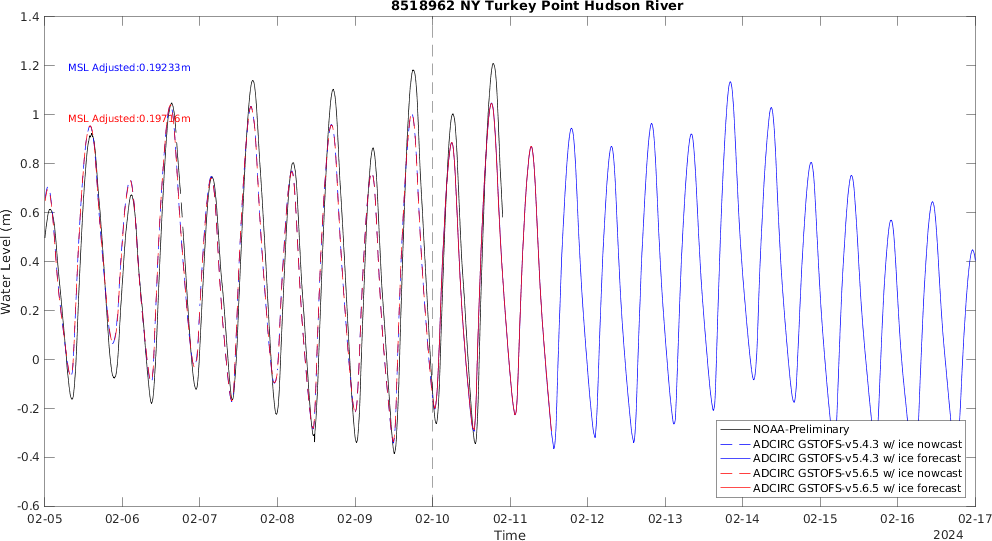 8518962 NY Turkey Point Hudson River
1.4
1.2
1
0.8
0.6
0.4
0.2
0
-0.2
-0.4
-0.6
Water Level (m)
MSL Adjusted:0.19233m
MSL Adjusted:0.19716m
NOAA-Preliminary
ADCIRC GSTOFS-v5.4.3 w/ ice nowcast
ADCIRC GSTOFS-v5.4.3 w/ ice forecast
ADCIRC GSTOFS-v5.6.5 w/ ice nowcast
ADCIRC GSTOFS-v5.6.5 w/ ice forecast
02-05 02-06 02-07 02-08 02-09 02-10 02-11 02-12 02-13 02-14 02-15 02-16 02-17
Time
2024